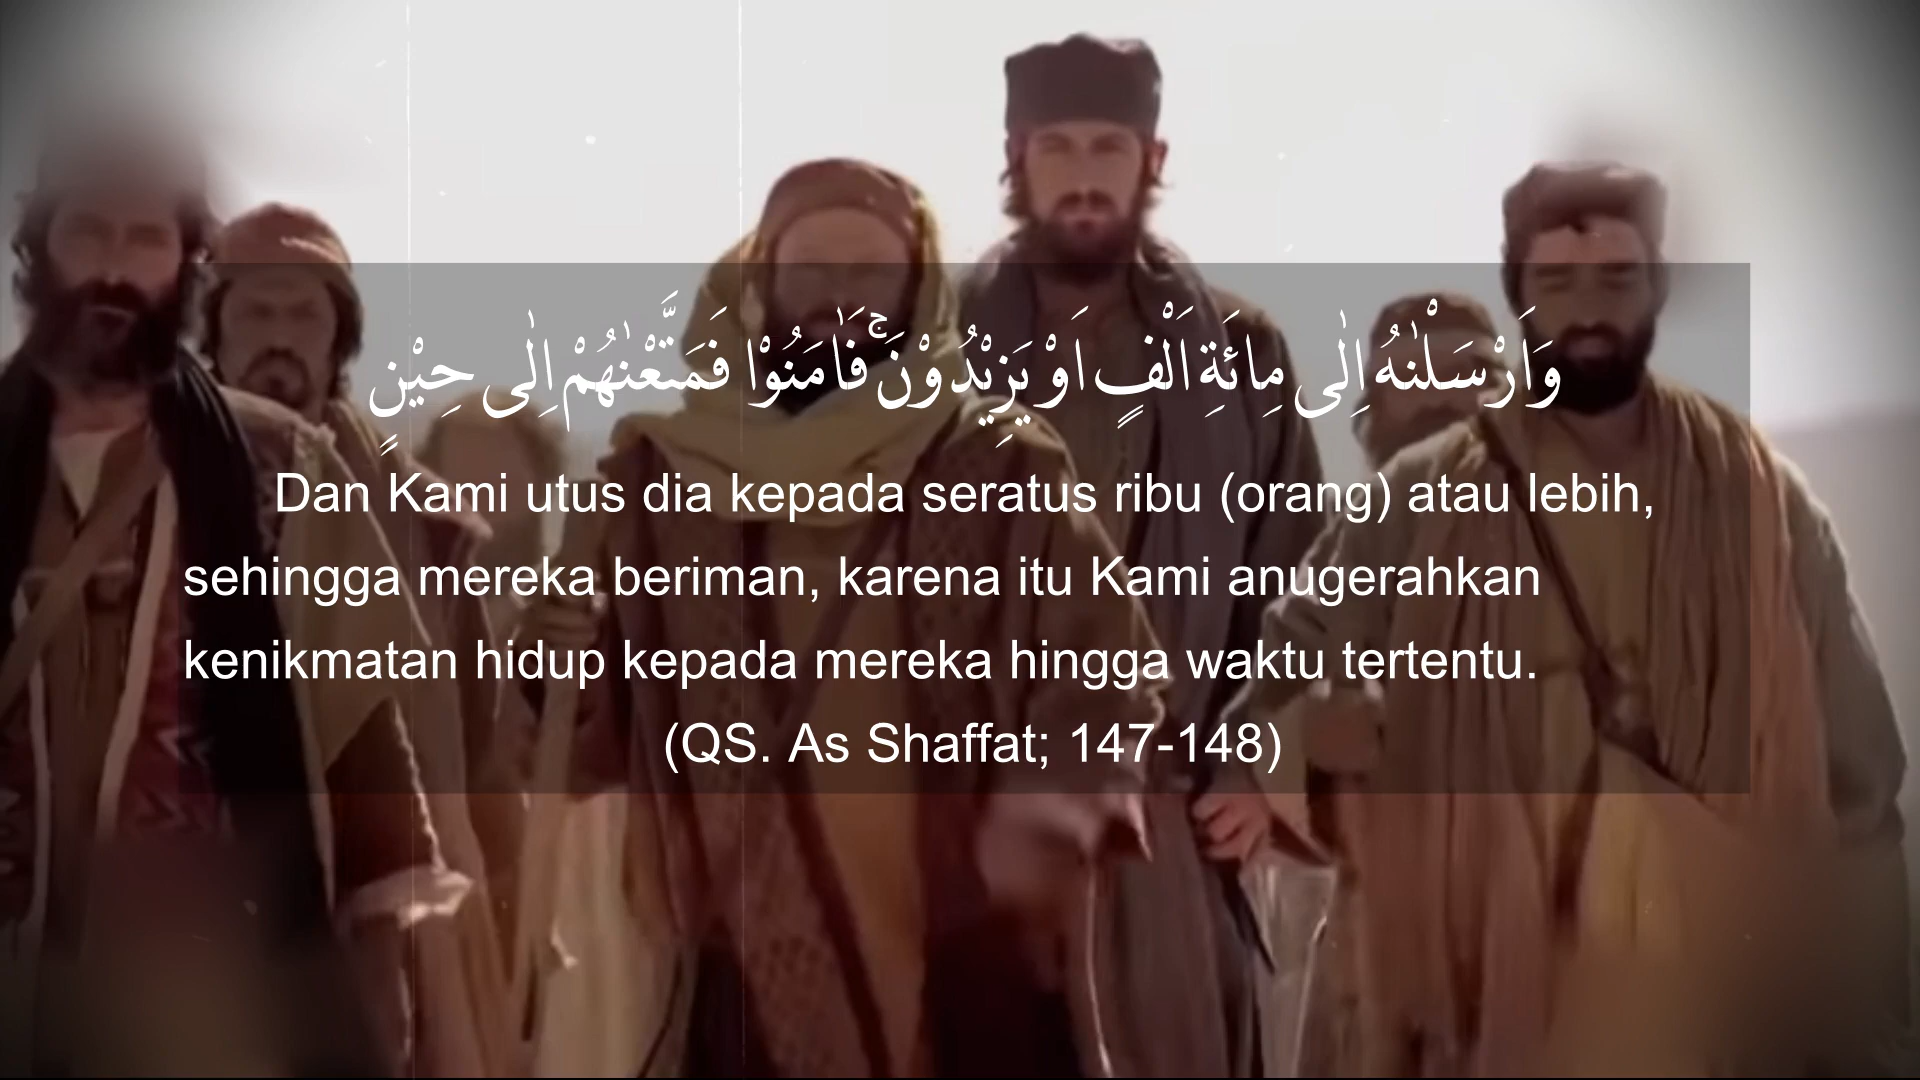 وَاَرْسَلْنٰهُ اِلٰى مِائَةِ اَلْفٍ اَوْ يَزِيْدُوْنَۚ فَاٰمَنُوْا فَمَتَّعْنٰهُمْ اِلٰى حِيْنٍ
Dan Kami utus dia kepada seratus ribu (orang) atau lebih,
sehingga mereka beriman, karena itu Kami anugerahkan
kenikmatan hidup kepada mereka hingga waktu tertentu.
(QS. As Shaffat; 147-148)